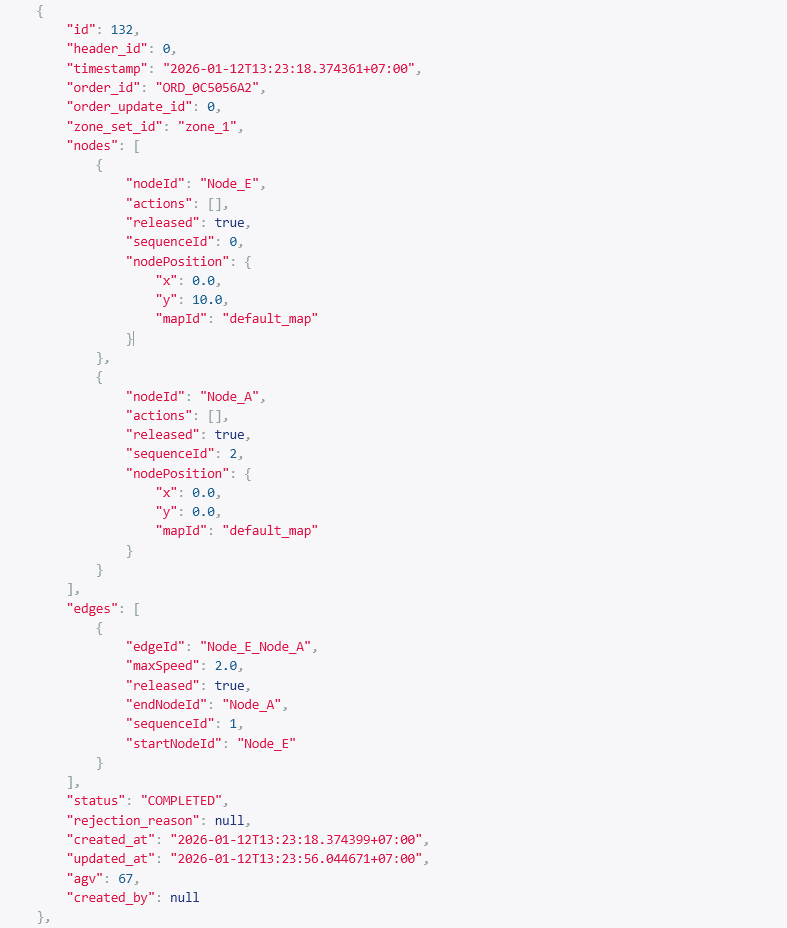 {
"id": 132,
"header_id": 0,
"timestamp": "2026-01-12T13:23:18.374361+07:00",
"order_id": "ORD_0C5056A2",
"order_update_id": 0,
"zone_set_id": "zone_1",
"nodes": [
{
"nodeId": "Node_E",
"actions": [],
"released": true,
"sequenceId": 0,
"nodePosition": {
"x": 0.0,
"y": 10.0,
"mapId": "default_map"
}
},
{
"nodeId": "Node_A",
"actions": [],
"released": true,
"sequenceId": 2,
"nodePosition": {
"x": 0.0,
"y": 0.0,
"mapId": "default_map"
}
}
],
"edges": [
{
"edgeId": "Node_E_Node_A",
"maxSpeed": 2.0,
"released": true,
"endNodeId": "Node_A",
"sequenceId": 1,
"startNodeId": "Node_E"
}
],
"status": "COMPLETED",
"rejection_reason": null,
"created_at": "2026-01-12T13:23:18.374399+07:00",
"updated_at": "2026-01-12T13:23:56.044671+07:00",
"agv": 67,
"created_by": null
},